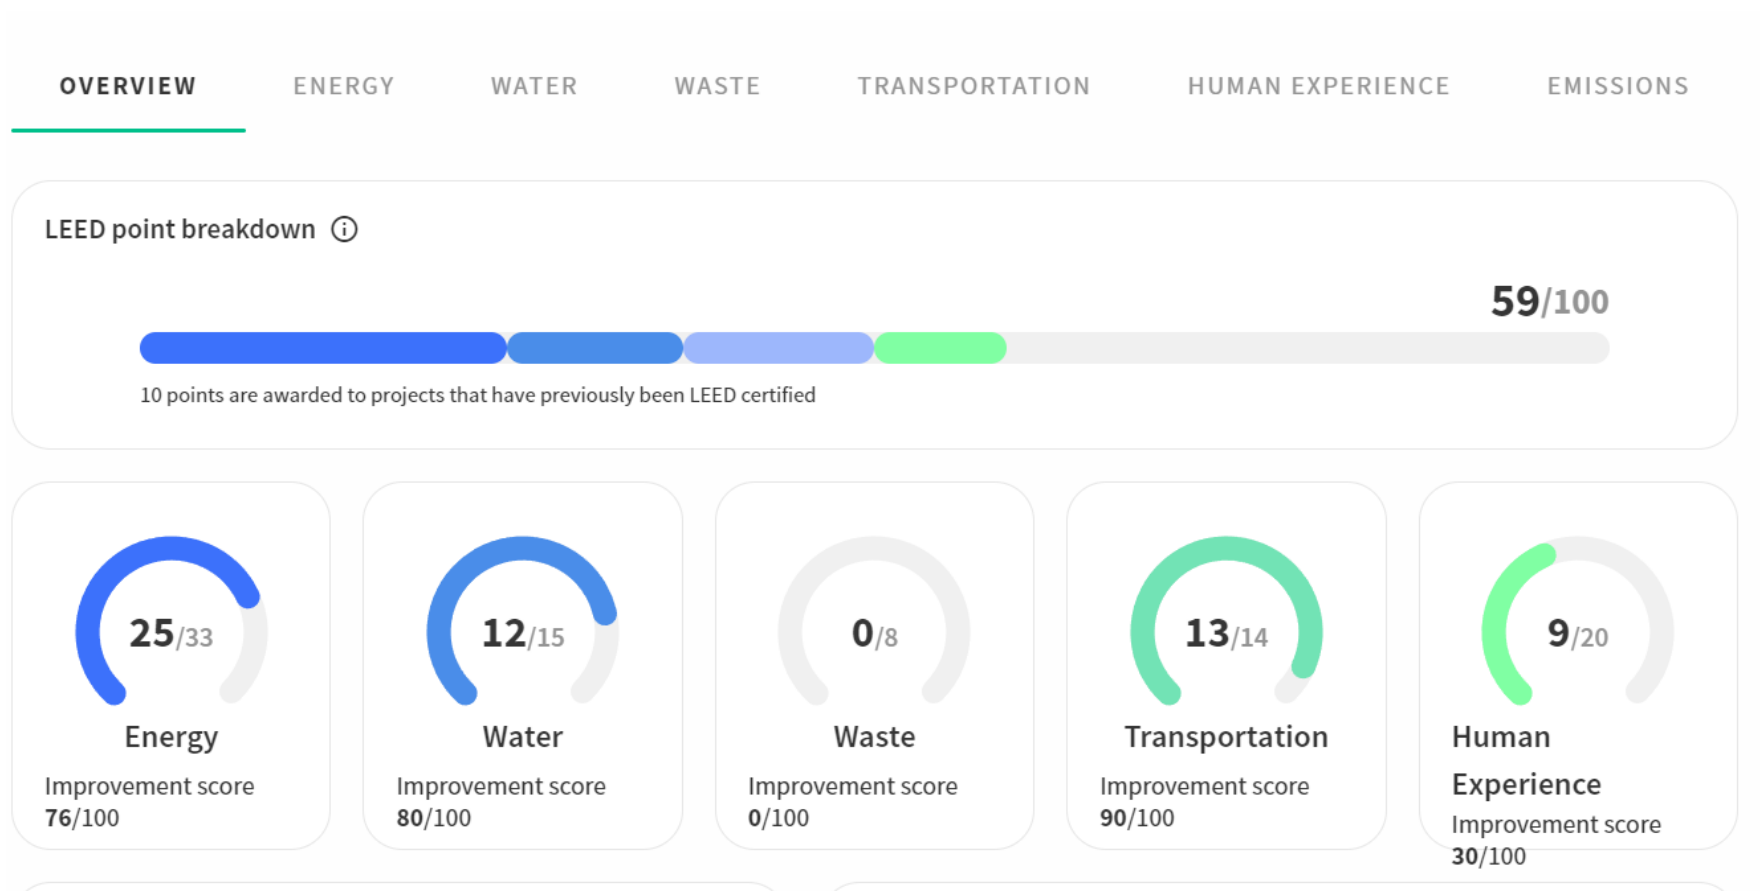 OVERVIEW ENERGY WATER WASTE TRANSPORTATION HUMAN EXPERIENCE EMISSIONS
LEED point breakdown
59/100
10 points are awarded to projects that have previously been LEED certified
25/33
Energy
Improvement score
76/100
12/15
Water
Improvement score
80/100
0/8
Waste
Improvement score
0/100
13/14
Transportation
Improvement score
90/100
9/20
Human
Experience
Improvement score
30/100